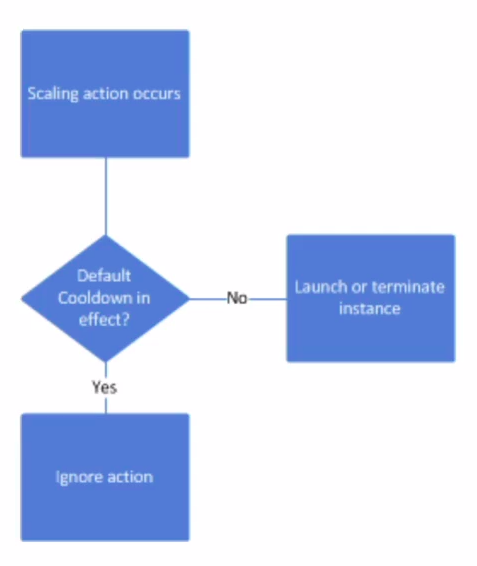 Scaling action occurs
Default
Cooldown in
effect?
No
Launch or terminate
instance
Yes
Ignore action